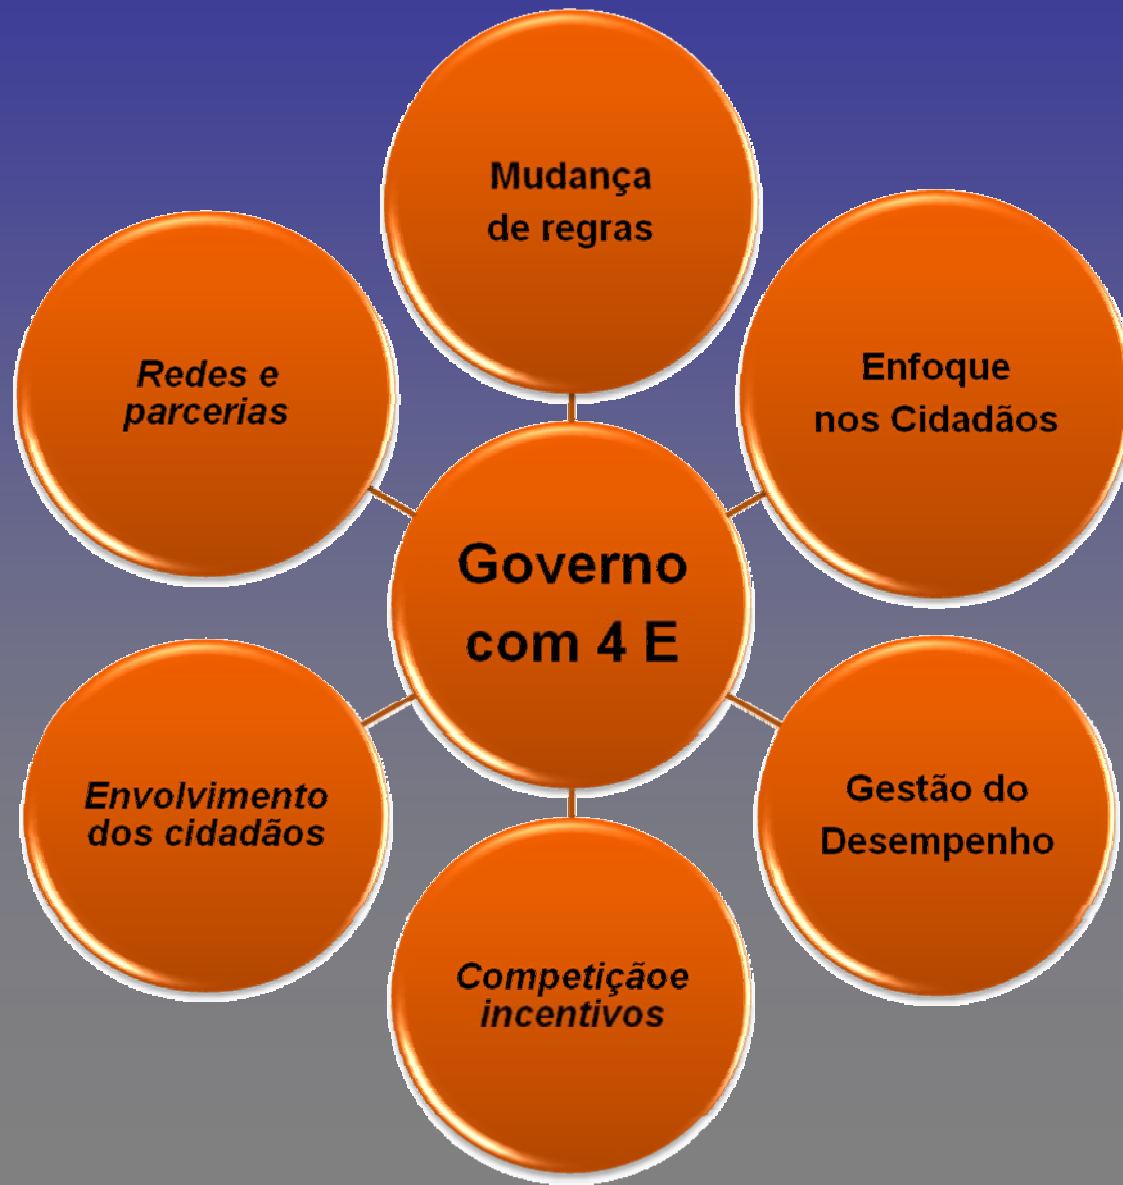 Mudança
de regras
Redes e
parcerias
Enfoque
nos Cidadãos
Governo
com 4 E
Envolvimento
dos cidadãos
Gestão do
Desempenho
Competiçãoe
incentivos